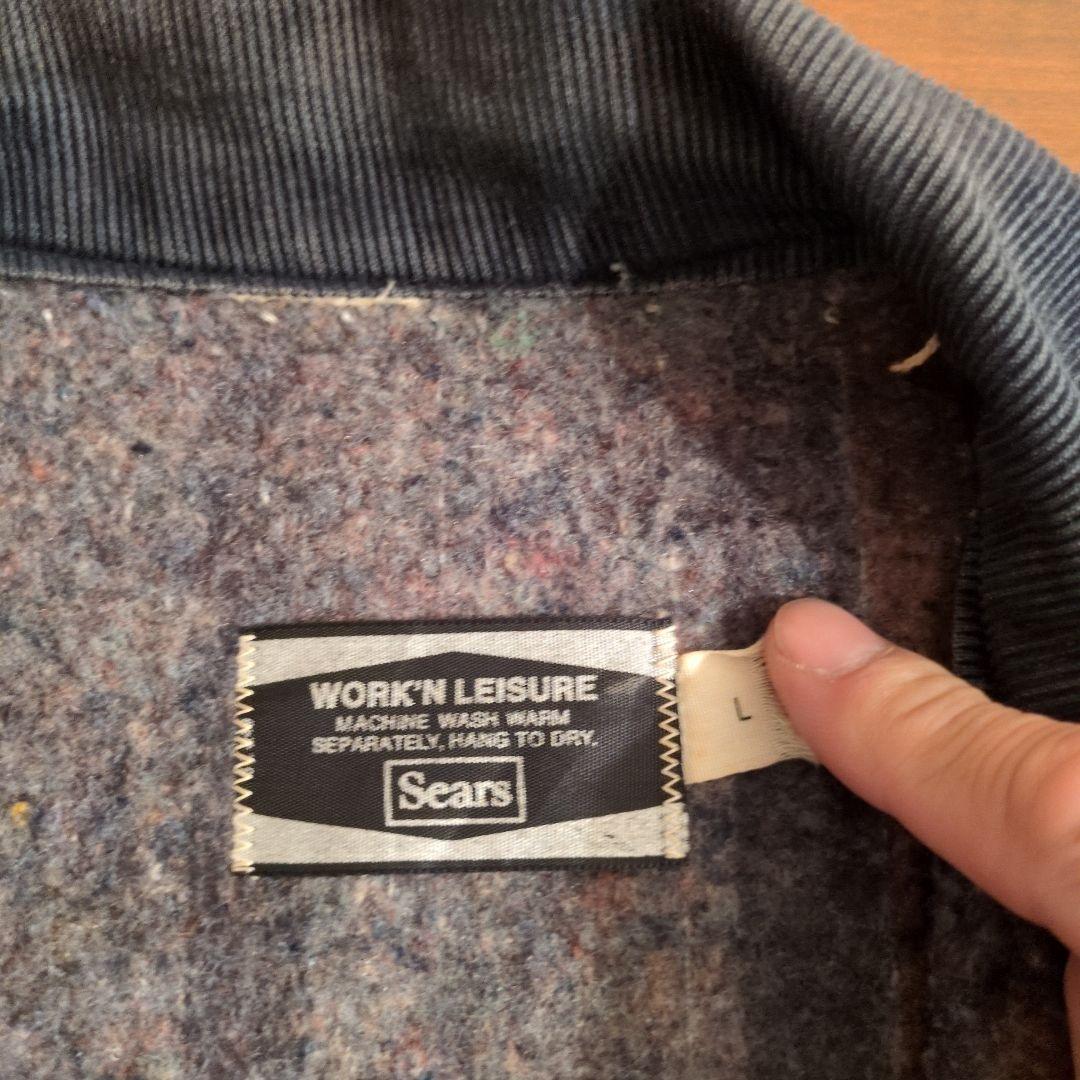 WORK'N LEISURE
MACHINE WASH WARM
SEPARATELY, HANG TO DRY.
Sears
L